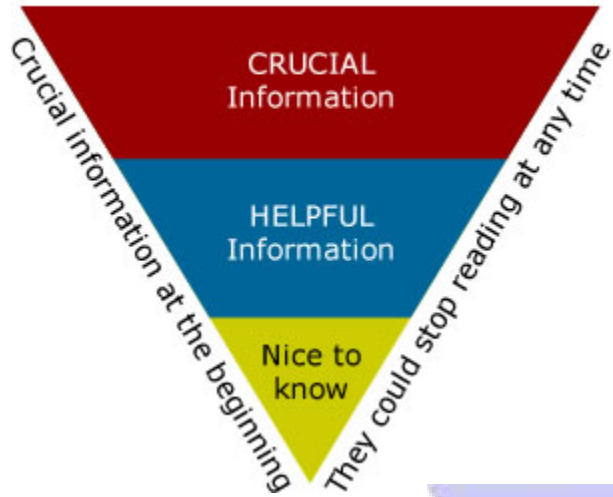 CRUCIAL
Information
HELPFUL
Information
Nice to
know
Crucial information at the beginning
They could stop reading at any time